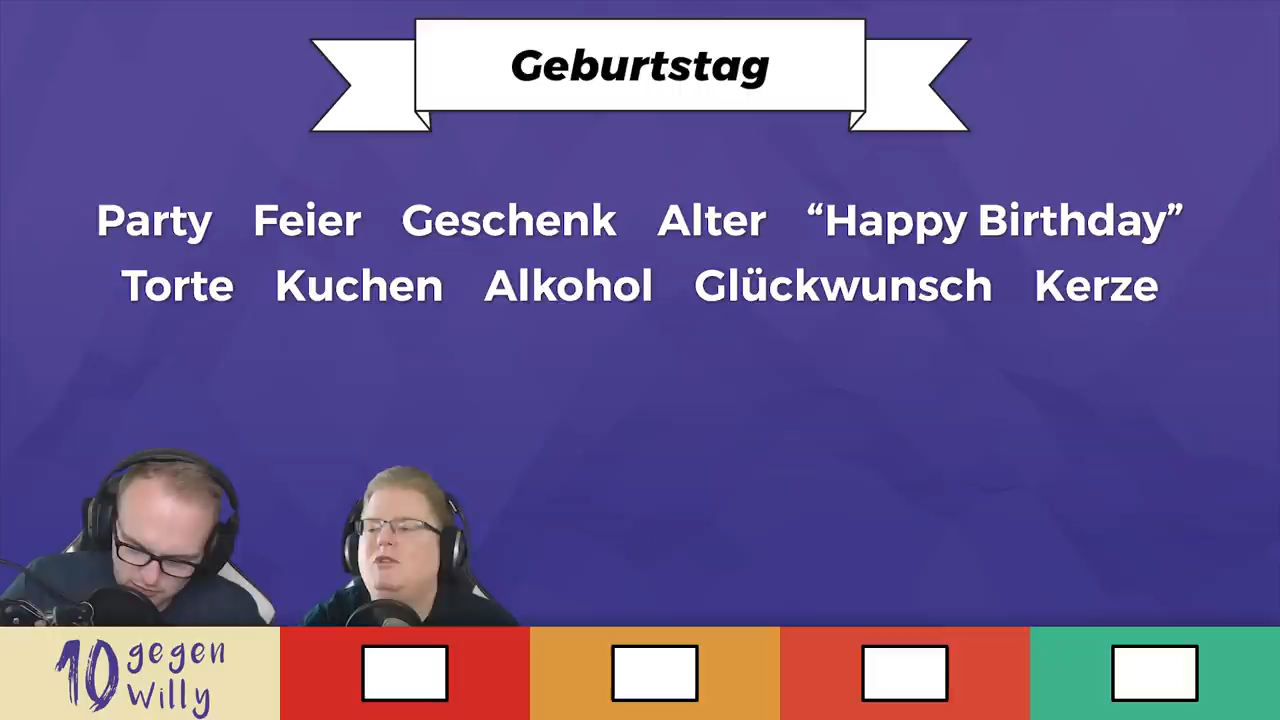 Geburtstag
Party Feier Geschenk Alter “Happy Birthday”
Torte Kuchen Alkohol Glückwunsch Kerze
10 gegen
Willy